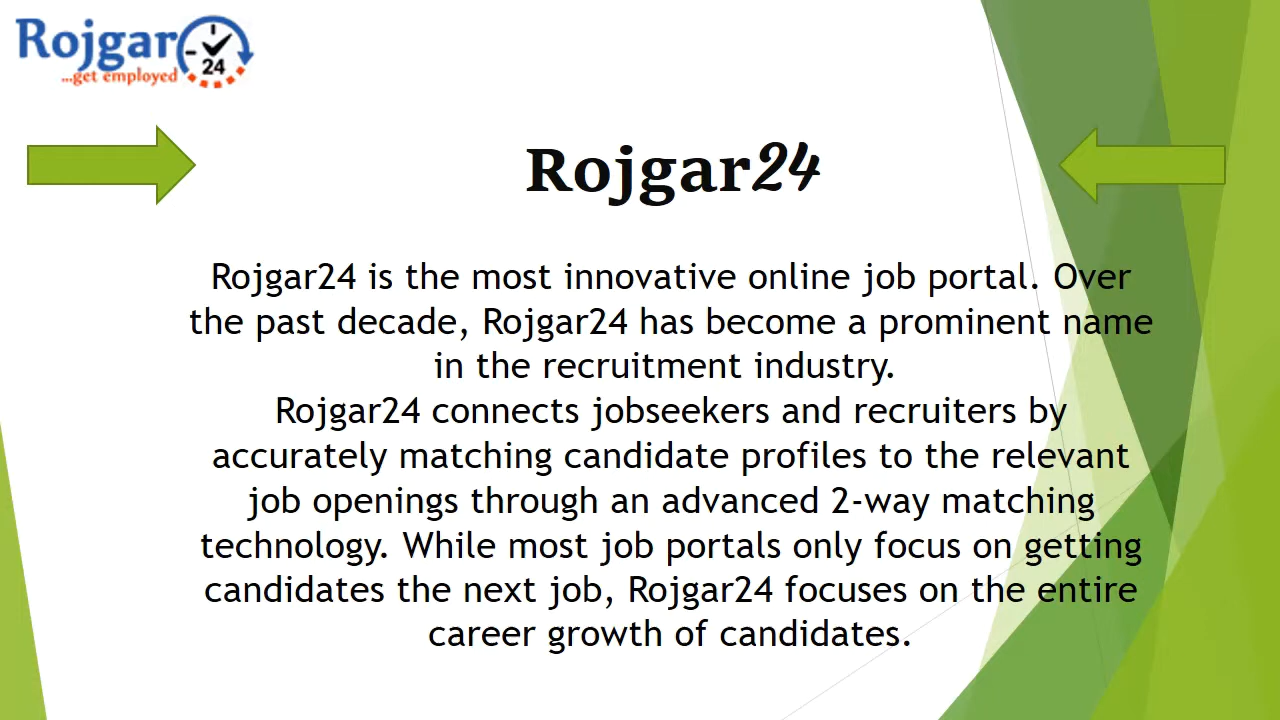 Rojgar
24
...get employed
Rojgar24
Rojgar24 is the most innovative online job portal. Over
the past decade, Rojgar24 has become a prominent name
in the recruitment industry.
Rojgar24 connects jobseekers and recruiters by
accurately matching candidate profiles to the relevant
job openings through an advanced 2-way matching
technology. While most job portals only focus on getting
candidates the next job, Rojgar24 focuses on the entire
career growth of candidates.